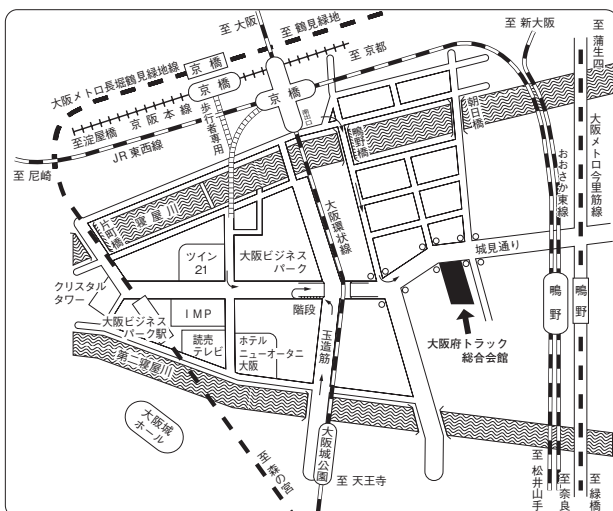 至 大阪
至 鶴見緑地
大阪メトロ長堀鶴見緑地線
京橋
至 京都
至 新大阪
至 蒲生四
京橋
京橋
至淀屋橋
京阪本線
歩行者専用
南出口
JR東西線
至 尼崎
鴫野橋
朝日橋
おおさか東線
大阪メトロ今里筋線
片町橋
寝屋川
大阪環状線
城見通り
ツイン21
大阪ビジネスパーク
クリスタルタワー
大阪ビジネスパーク駅
IMP
階段
読売テレビ
ホテルニューオータニ大阪
玉造筋
大阪府トラック総合会館
鴫野
鴫野
第二寝屋川
大阪城ホール
大阪城公園
至 森の宮
至 天王寺
至 松井山手
至 奈良
至 緑橋